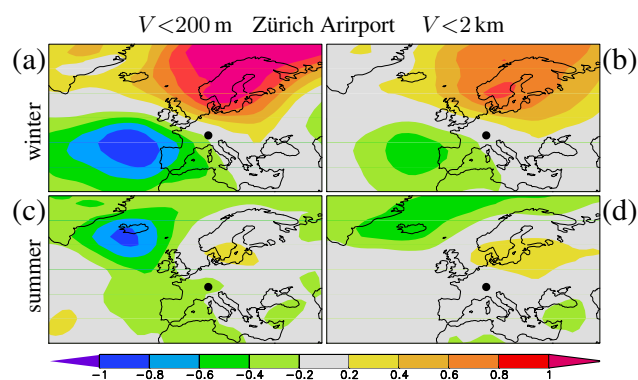 V<200 m Zürich Arirport V<2 km
(a) (b)
winter
(c) (d)
summer
−1 −0.8 −0.6 −0.4 −0.2 0.2 0.4 0.6 0.8 1